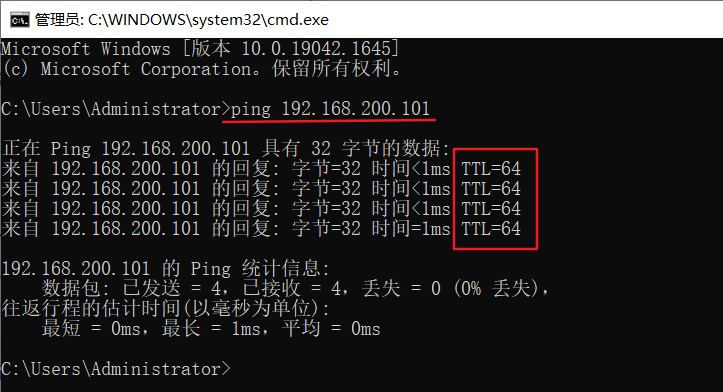 管理员: C:\WINDOWS\system32\cmd.exe
Microsoft Windows [版本 10.0.19042.1645]
(c) Microsoft Corporation。保留所有权利。
C:\Users\Administrator>ping 192.168.200.101
正在 Ping 192.168.200.101 具有 32 字节的数据:
来自 192.168.200.101 的回复: 字节=32 时间<1ms TTL=64
来自 192.168.200.101 的回复: 字节=32 时间<1ms TTL=64
来自 192.168.200.101 的回复: 字节=32 时间<1ms TTL=64
来自 192.168.200.101 的回复: 字节=32 时间=1ms TTL=64
192.168.200.101 的 Ping 统计信息:
数据包: 已发送 = 4，已接收 = 4，丢失 = 0 (0% 丢失)，
往返行程的估计时间(以毫秒为单位):
最短 = 0ms，最长 = 1ms，平均 = 0ms
C:\Users\Administrator>